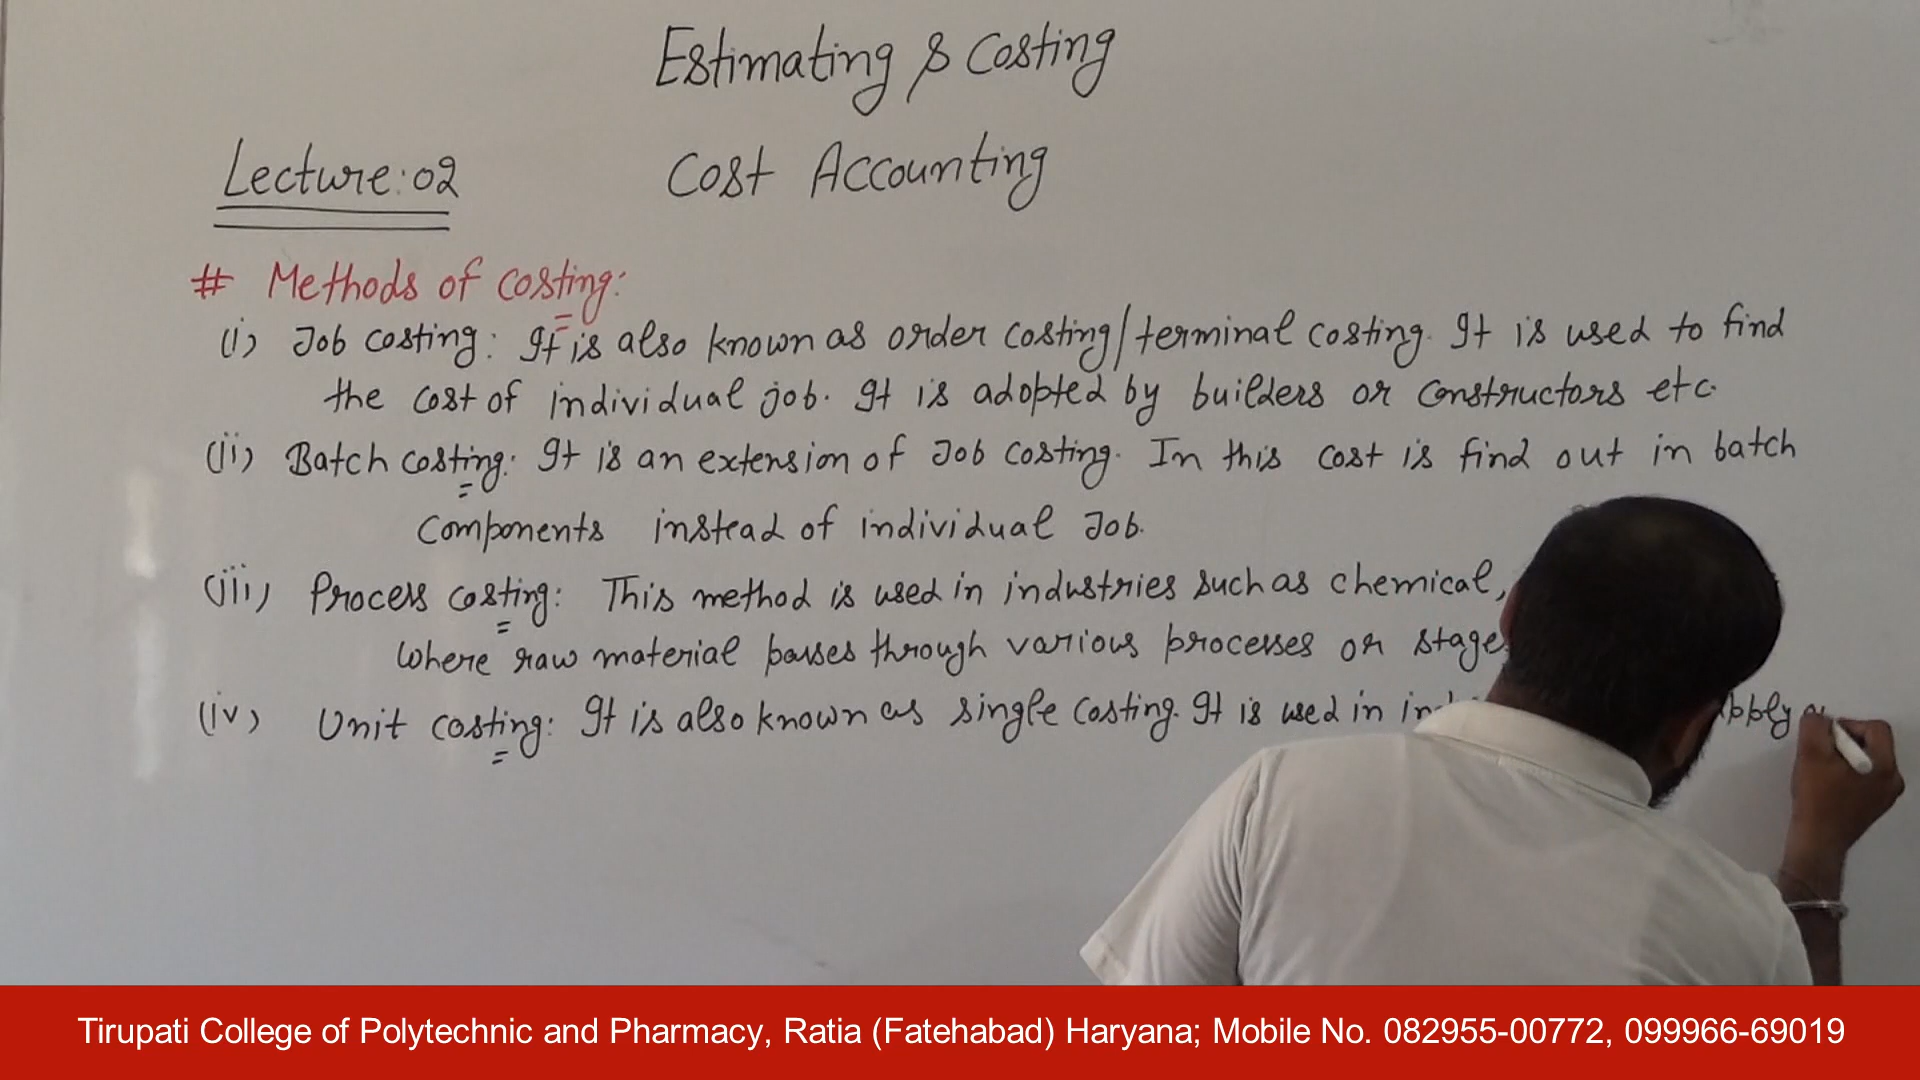 Estimating & Costing
Lecture:02 Cost Accounting
# Methods of costing:
(i) Job costing: It is also known as order costing/terminal costing. It is used to find
the cost of individual job. It is adopted by builders or constructors etc.
(ii) Batch costing: It is an extension of Job costing. In this cost is find out in batch
components instead of individual Job.
(iii) Process costing: This method is used in industries such as chemical,
where raw material passes through various processes or stage
(iv) Unit costing: It is also known as single costing. It is used in
Tirupati College of Polytechnic and Pharmacy, Ratia (Fatehabad) Haryana; Mobile No. 082955-00772, 099966-69019